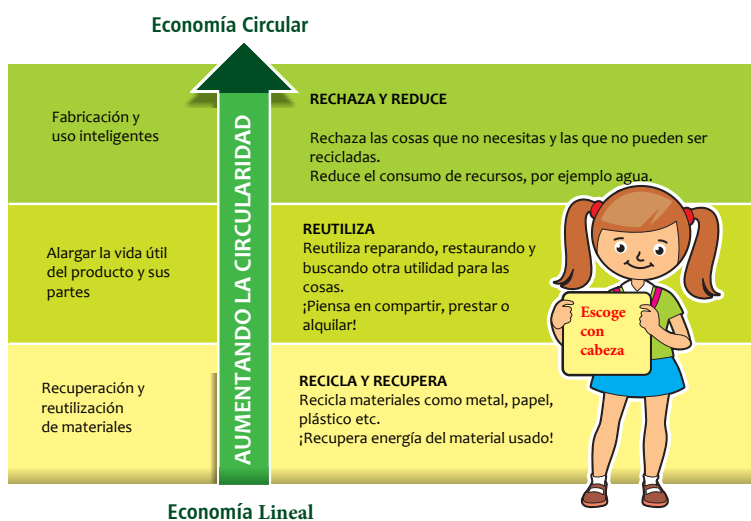 Economía Circular
Fabricación y
uso inteligentes
RECHAZA Y REDUCE
Rechaza las cosas que no necesitas y las que no pueden ser
recicladas.
Reduce el consumo de recursos, por ejemplo agua.
AUMENTANDO LA CIRCULARIDAD
Alargar la vida útil
del producto y sus
partes
REUTILIZA
Reutiliza reparando, restaurando y
buscando otra utilidad para las
cosas.
¡Piensa en compartir, prestar o
alquilar!
Escoge
con
cabeza
Recuperación y
reutilización
de materiales
RECICLA Y RECUPERA
Recicla materiales como metal, papel,
plástico etc.
¡Recupera energía del material usado!
Economía Lineal